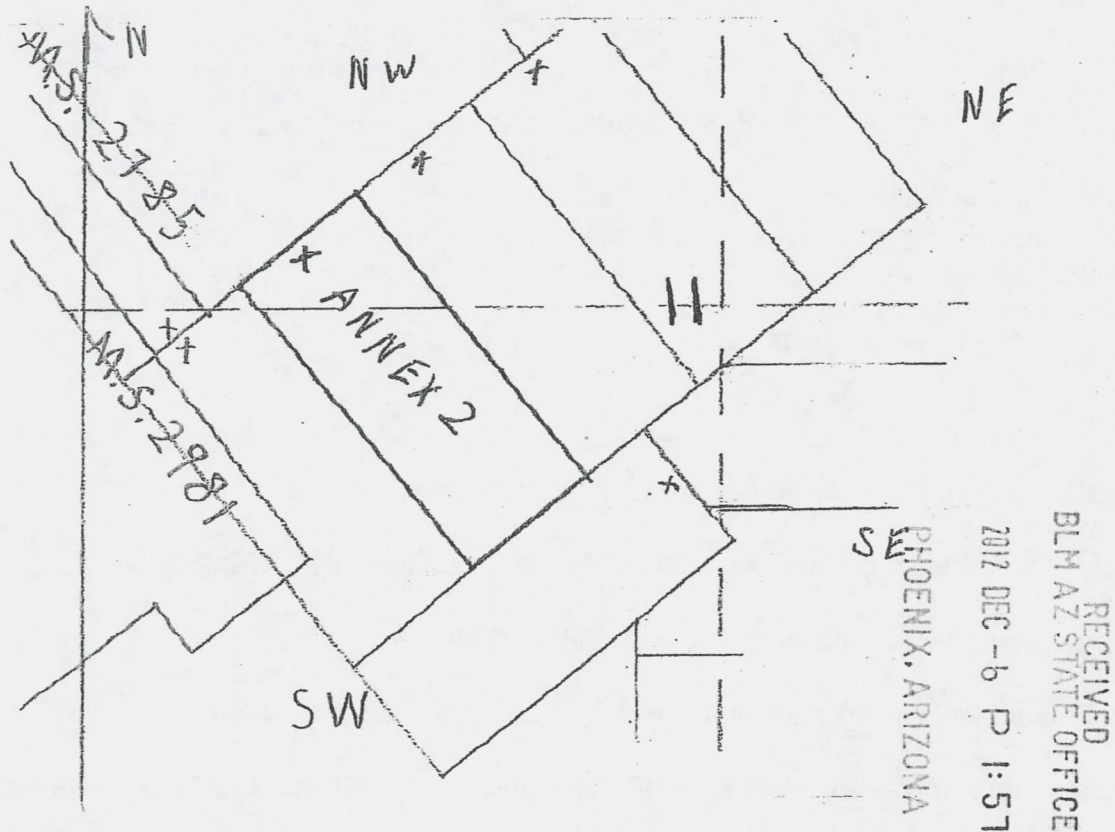 N
NW
NE
M.S. 2785
ANNEX 2
11
M.S. 2981
SE
SW
RECEIVED
BLM AZ STATE OFFICE
2012 DEC -6 P 1:57
PHOENIX, ARIZONA